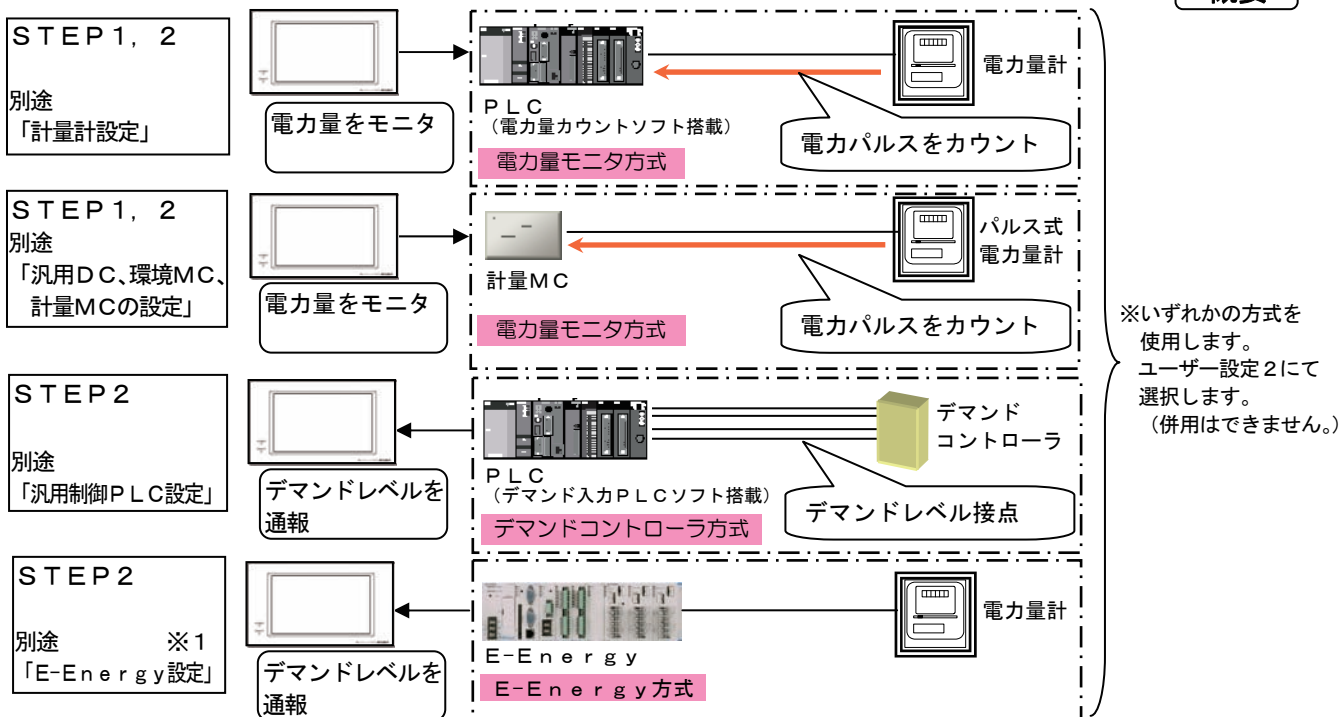 概要
STEP1, 2
別途
「計量計設定」
電力量をモニタ
PLC
（電力量カウントソフト搭載）
電力量モニタ方式
電力量計
電力パルスをカウント
STEP1, 2
別途
「汎用DC、環境MC、
計量MCの設定」
電力量をモニタ
計量MC
電力量モニタ方式
パルス式
電力量計
電力パルスをカウント
STEP2
別途
「汎用制御PLC設定」
デマンドレベルを
通報
PLC
（デマンド入力PLCソフト搭載）
デマンドコントローラ方式
デマンド
コントローラ
デマンドレベル接点
STEP2
別途 ※1
「E-Energy設定」
デマンドレベルを
通報
E-Energy
E-Energy方式
電力量計
※いずれかの方式を
使用します。
ユーザー設定2にて
選択します。
（併用はできません。）